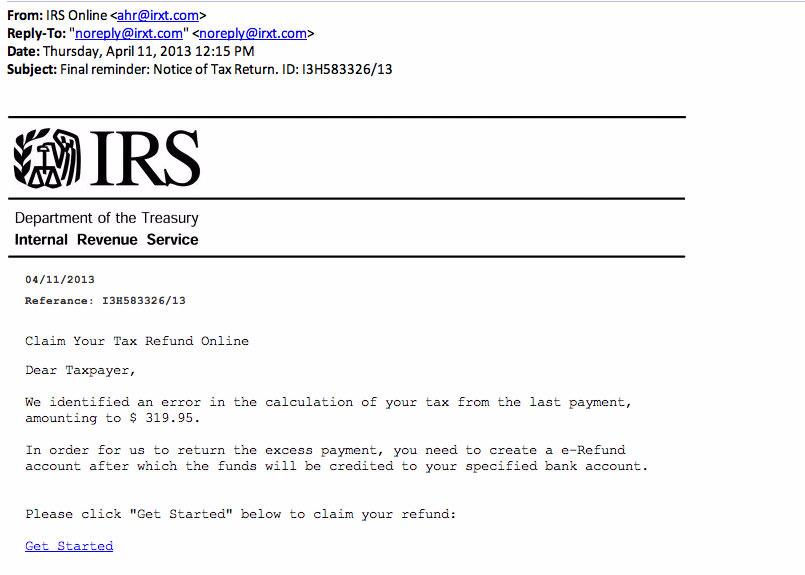 From: IRS Online <ahr@irxt.com>
Reply-To: "noreply@irxt.com" <noreply@irxt.com>
Date: Thursday, April 11, 2013 12:15 PM
Subject: Final reminder: Notice of Tax Return. ID: I3H583326/13
IRS
Department of the Treasury
Internal Revenue Service
04/11/2013
Referance: I3H583326/13
Claim Your Tax Refund Online
Dear Taxpayer,
We identified an error in the calculation of your tax from the last payment,
amounting to $ 319.95.
In order for us to return the excess payment, you need to create a e-Refund
account after which the funds will be credited to your specified bank account.
Please click "Get Started" below to claim your refund:
Get Started